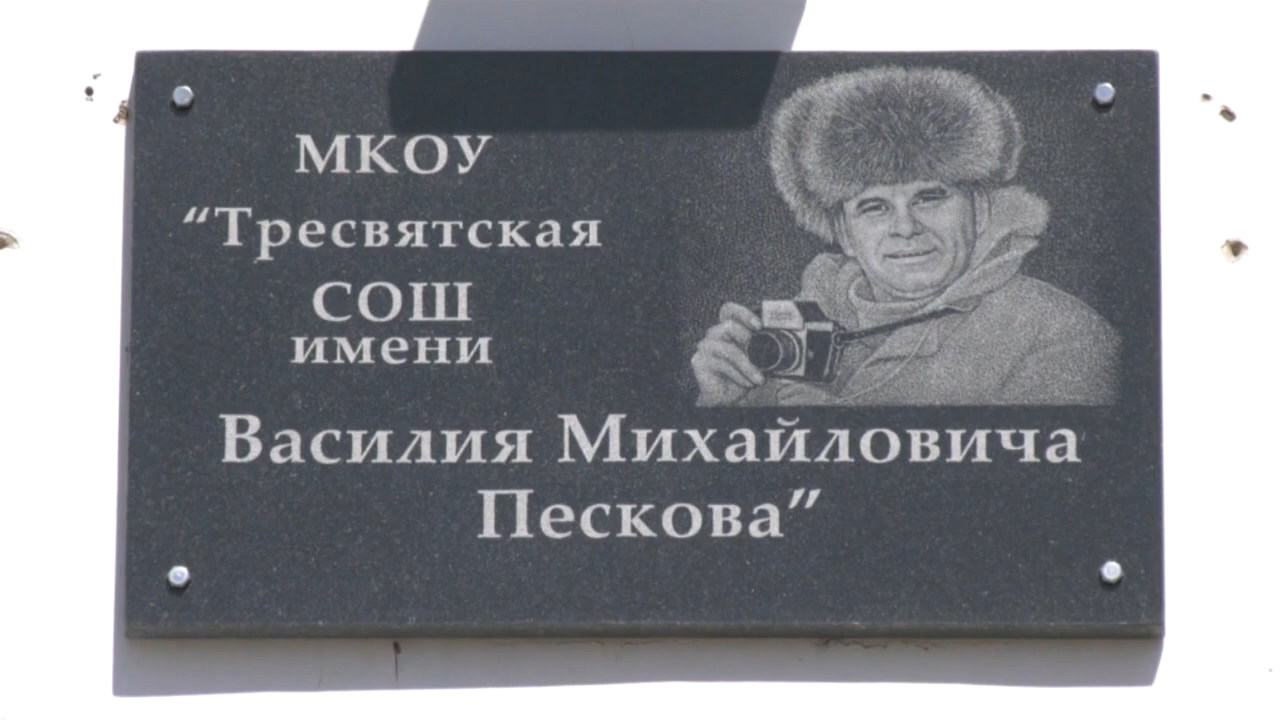 МКОУ
“Тресвятская
СОШ
имени
Василия Михайловича
Пескова”